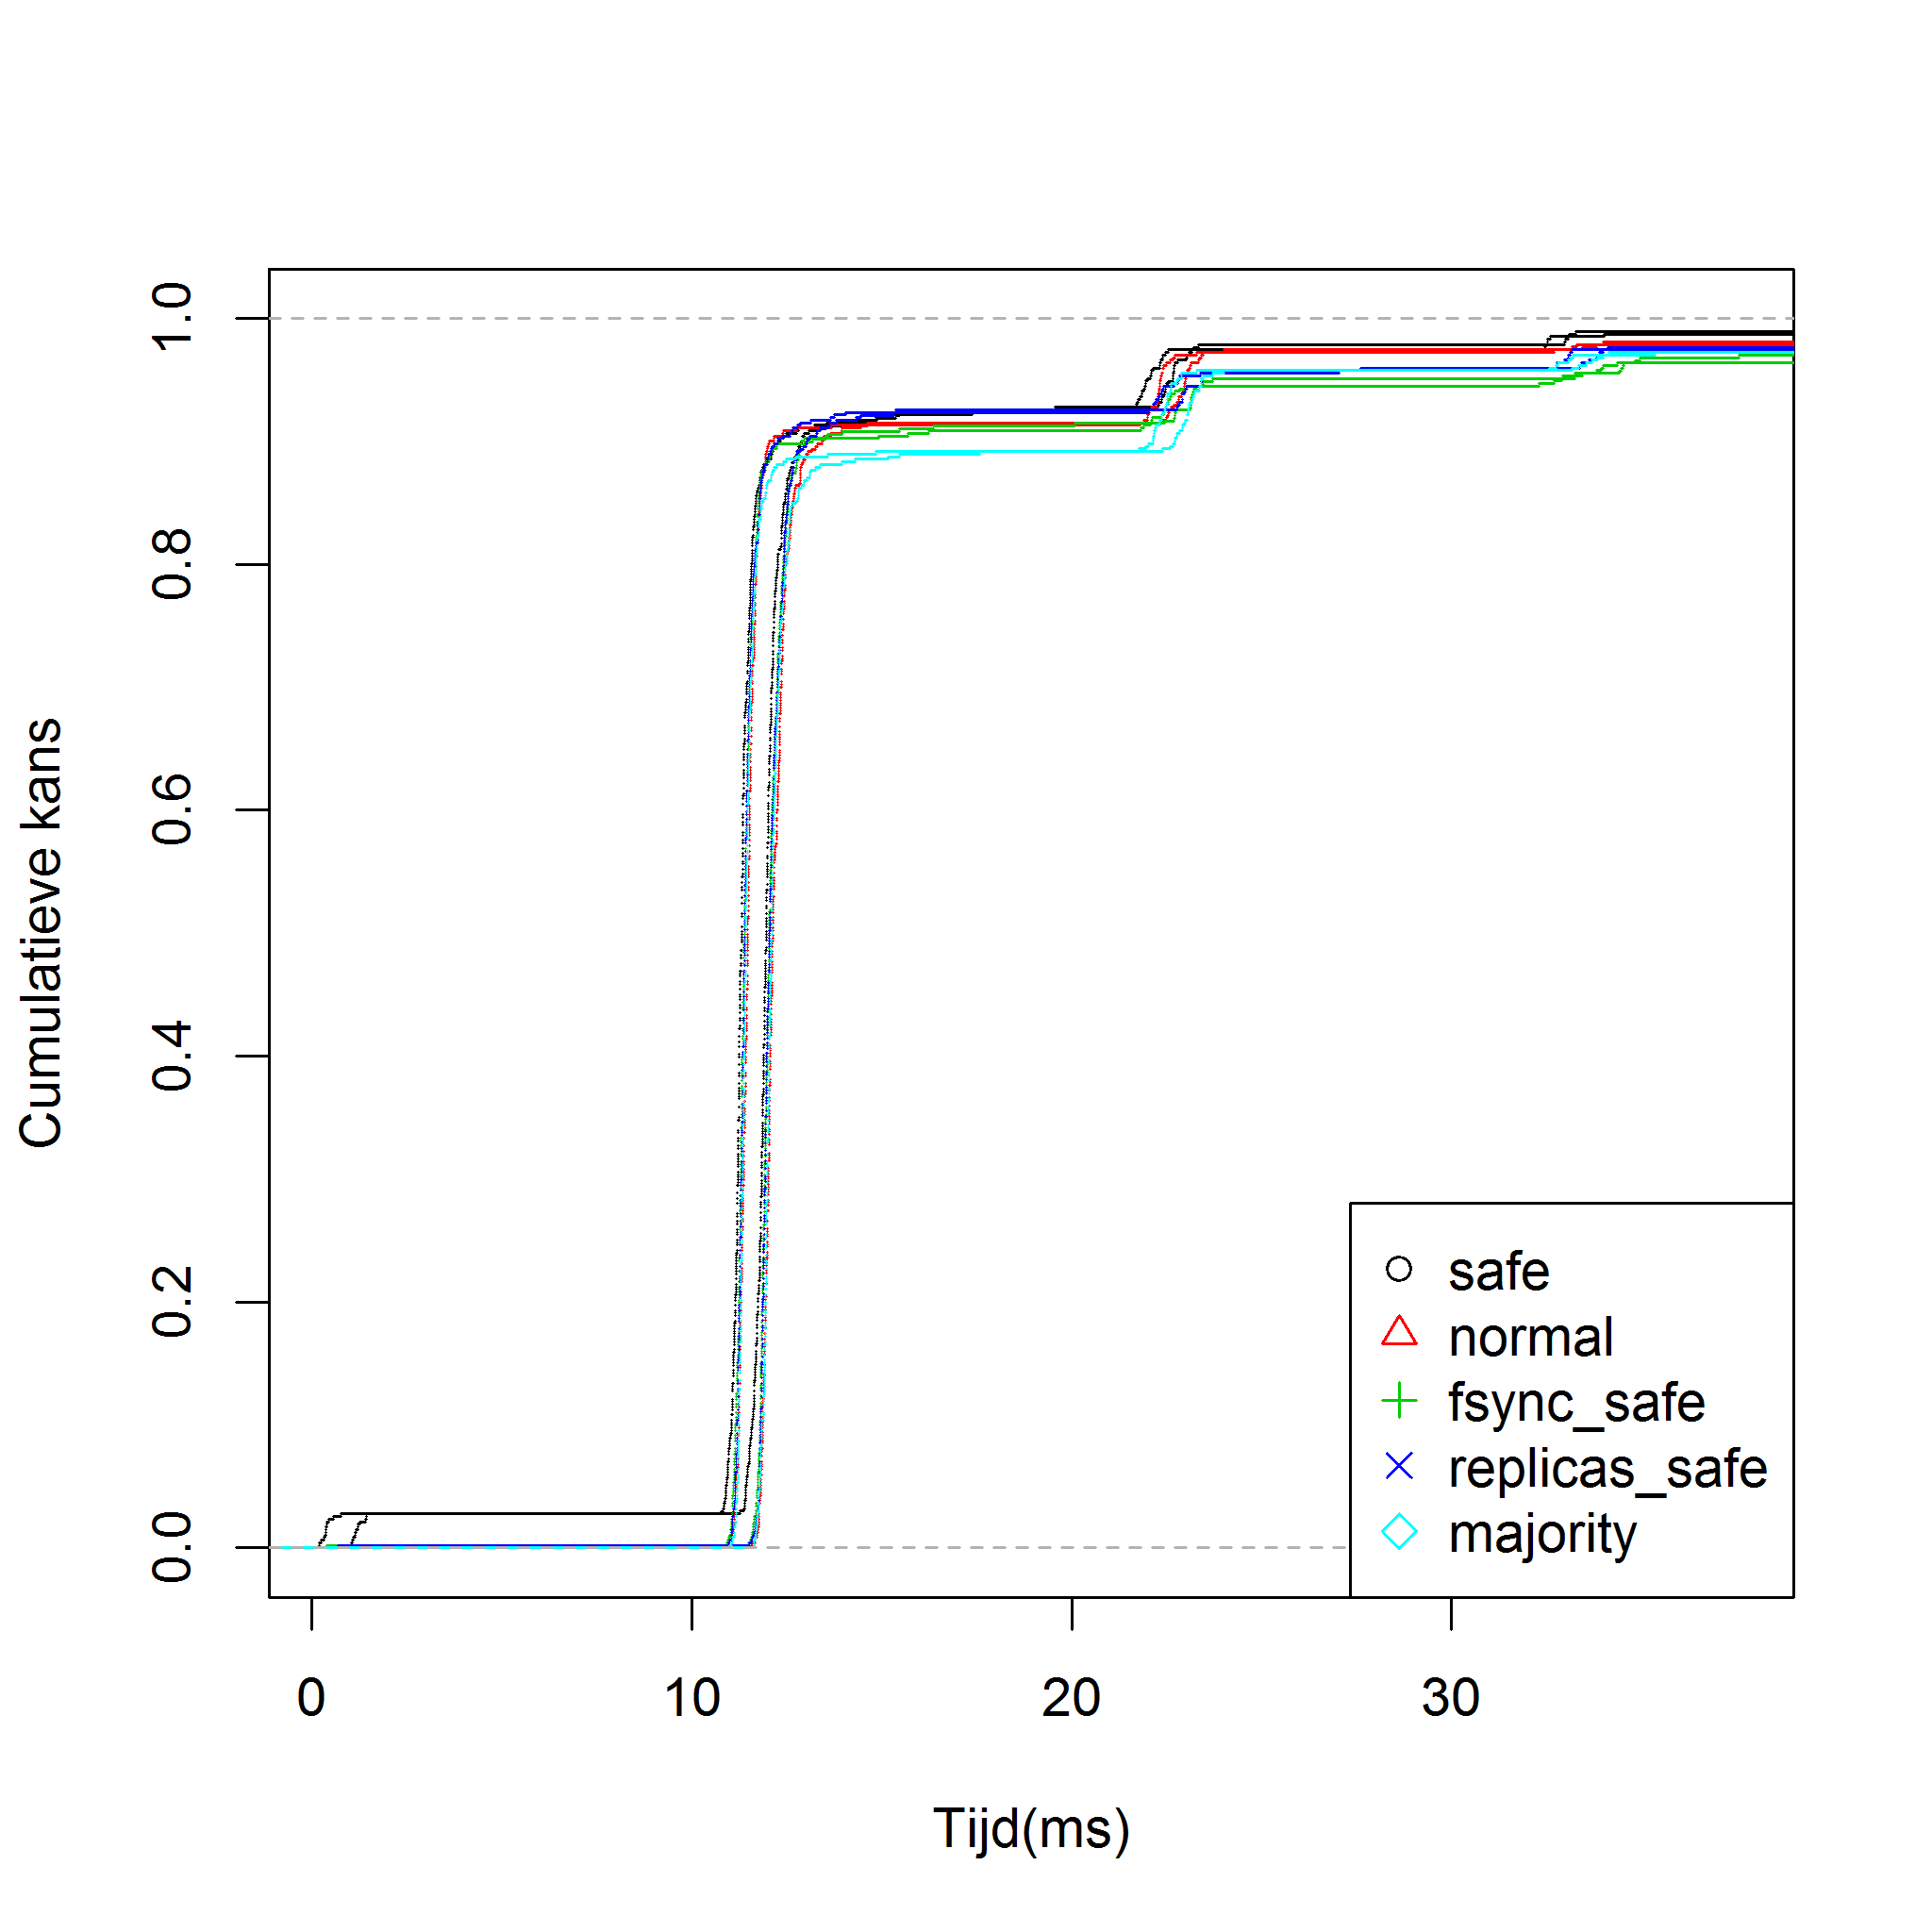 Cumulatieve kans
1.0
0.8
0.6
0.4
0.2
0.0
safe
normal
fsync_safe
replicas_safe
majority
0 10 20 30
Tijd(ms)